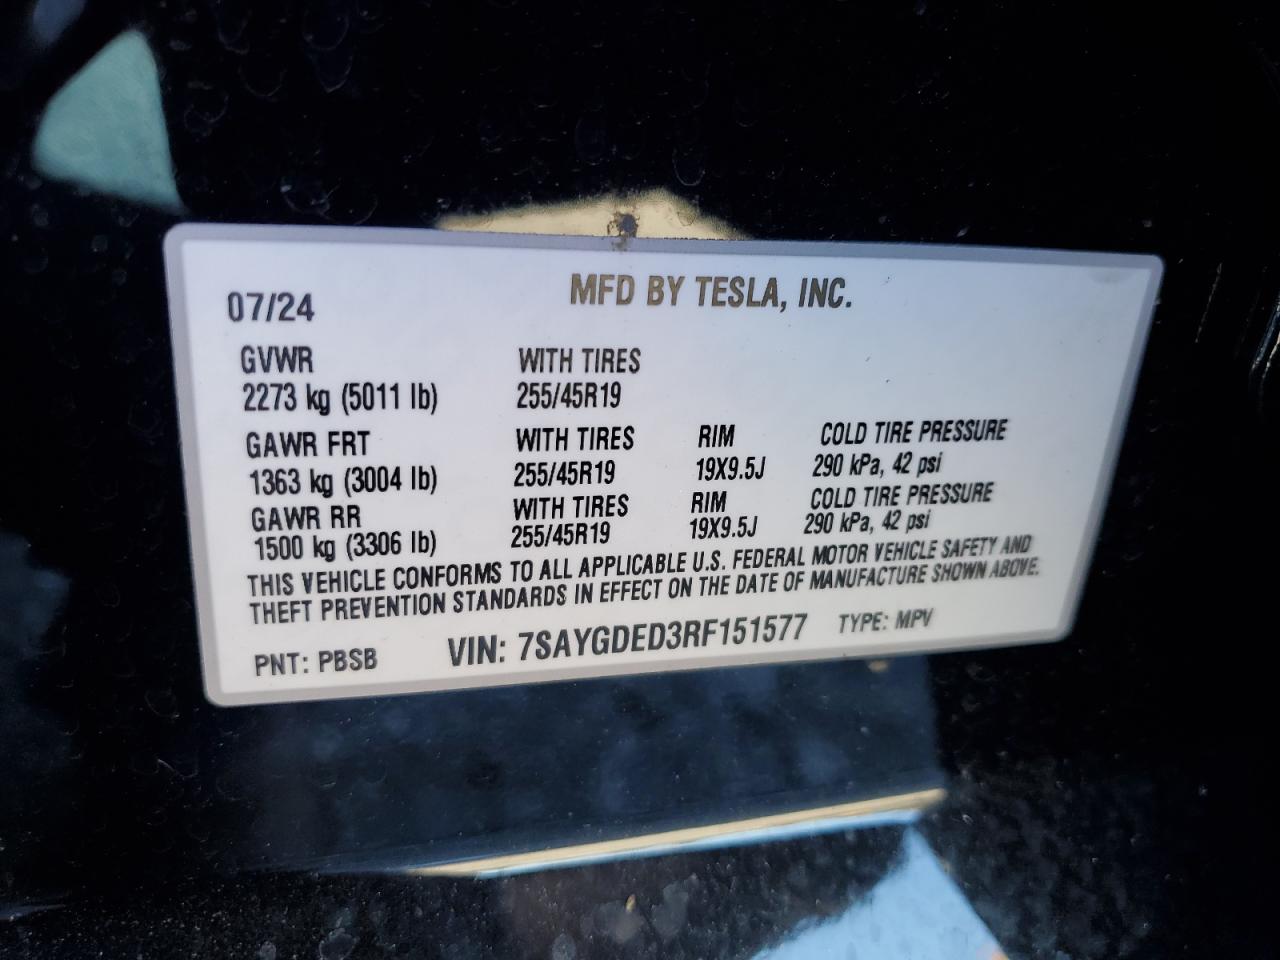 MFD BY TESLA, INC.
07/24
GVWR WITH TIRES
2273 kg (5011 lb) 255/45R19
GAWR FRT WITH TIRES RIM COLD TIRE PRESSURE
1363 kg (3004 lb) 255/45R19 19X9.5J 290 kPa, 42 psi
GAWR RR WITH TIRES RIM COLD TIRE PRESSURE
1500 kg (3306 lb) 255/45R19 19X9.5J 290 kPa, 42 psi
THIS VEHICLE CONFORMS TO ALL APPLICABLE U.S. FEDERAL MOTOR VEHICLE SAFETY AND
THEFT PREVENTION STANDARDS IN EFFECT ON THE DATE OF MANUFACTURE SHOWN ABOVE.
PNT: PBSB VIN: 7SAYGDED3RF151577 TYPE: MPV